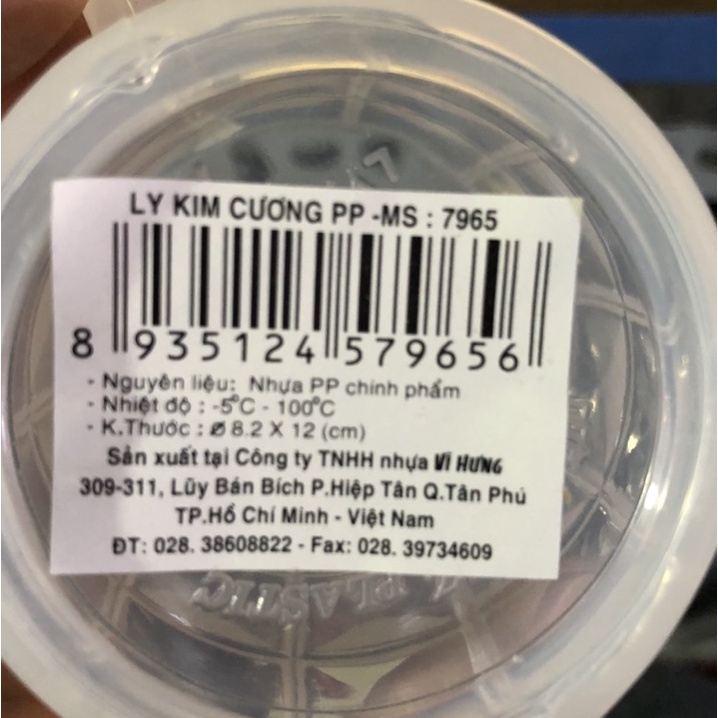 LY KIM CƯƠNG PP -MS : 7965
8 935124 579656
- Nguyên liệu: Nhựa PP chính phẩm
- Nhiệt độ : -5°C - 100°C
- K.Thước : ø 8.2 X 12 (cm)
Sản xuất tại Công ty TNHH nhựa VĨ HƯNG
309-311, Lũy Bán Bích P.Hiệp Tân Q.Tân Phú
TP.Hồ Chí Minh - Việt Nam
ĐT: 028. 38608822 - Fax: 028. 39734609
PLASTIC